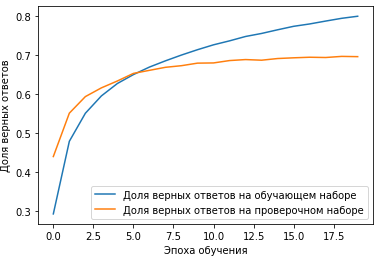 0.8
0.7
0.6
0.5
0.4
0.3
Доля верных ответов
Доля верных ответов на обучающем наборе
Доля верных ответов на проверочном наборе
0.0 2.5 5.0 7.5 10.0 12.5 15.0 17.5
Эпоха обучения